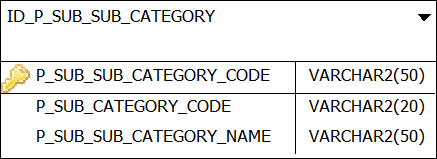 ID_P_SUB_SUB_CATEGORY
P_SUB_SUB_CATEGORY_CODE VARCHAR2(50)
P_SUB_CATEGORY_CODE VARCHAR2(20)
P_SUB_SUB_CATEGORY_NAME VARCHAR2(50)